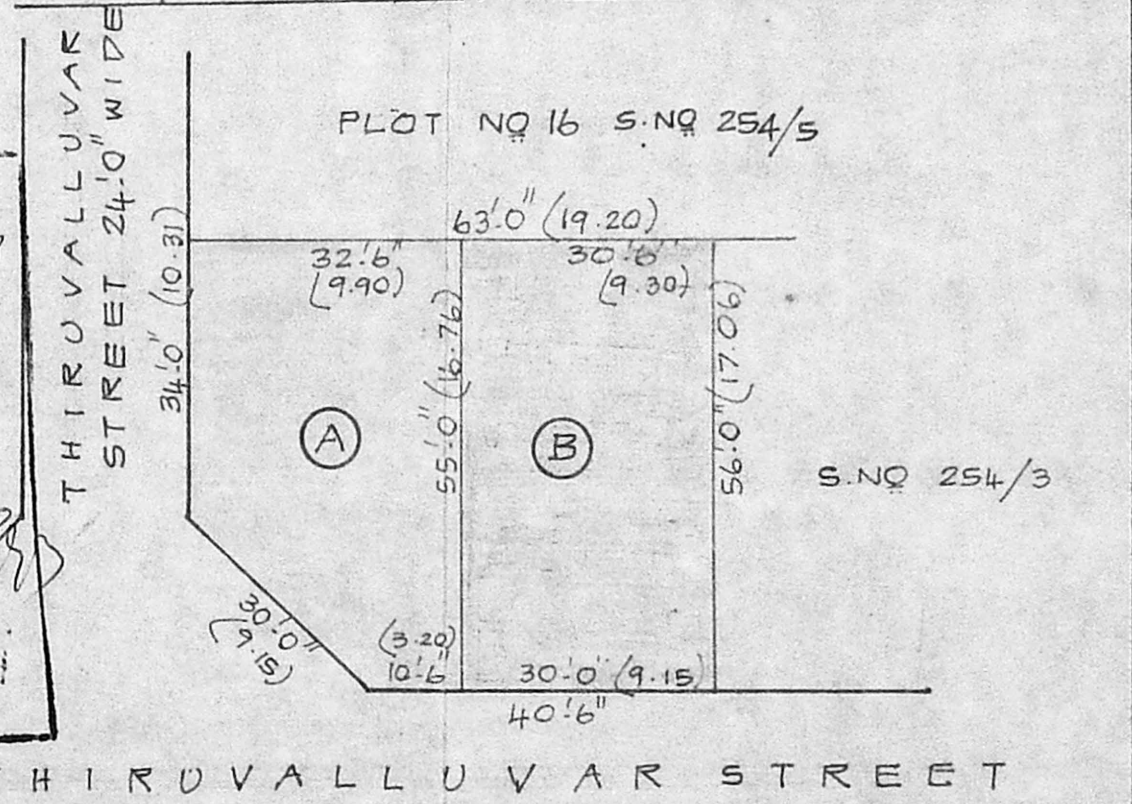 THIRUVALLUVAR
STREET 24'.0" WIDE
PLOT NO 16 S.NO 254/5
63'.0" (19.20)
32'.6"
(9.90)
30'.6"
(9.30)
34'.0" (10.31)
55'.0" (16.76)
56'.0" (17.06)
A
B
S.NO 254/3
30'.0"
(9.15)
(3.20)
10'.6"
30'.0' (9.15)
40'.6"
HIRUVALLUVAR STREET